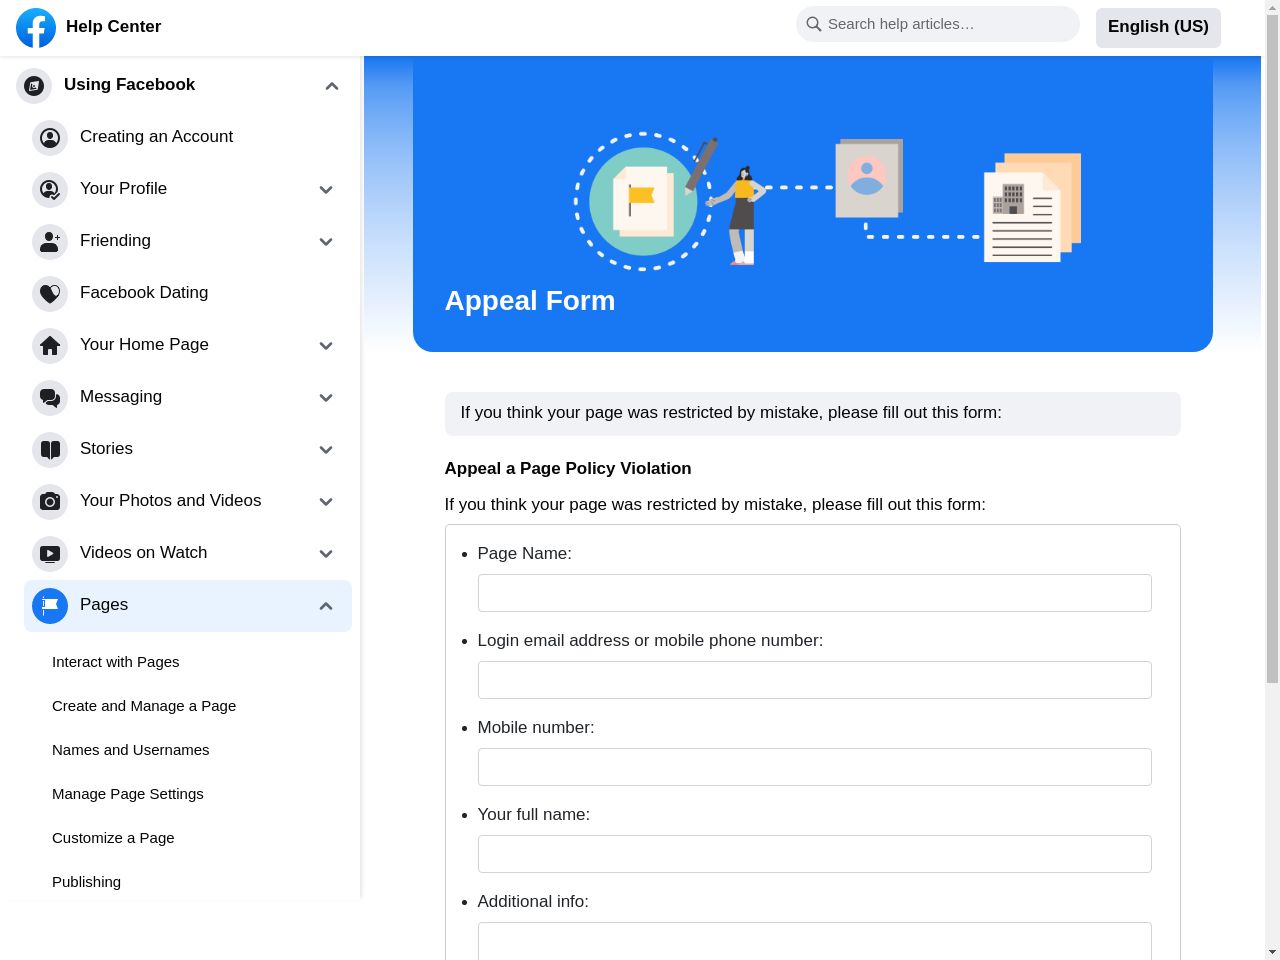 Help Center
Search help articles…
English (US)
Using Facebook
Creating an Account
Your Profile
Friending
Facebook Dating
Your Home Page
Messaging
Stories
Your Photos and Videos
Videos on Watch
Pages
Interact with Pages
Create and Manage a Page
Names and Usernames
Manage Page Settings
Customize a Page
Publishing
Appeal Form
If you think your page was restricted by mistake, please fill out this form:
Appeal a Page Policy Violation
If you think your page was restricted by mistake, please fill out this form:
Page Name:
Login email address or mobile phone number:
Mobile number:
Your full name:
Additional info: